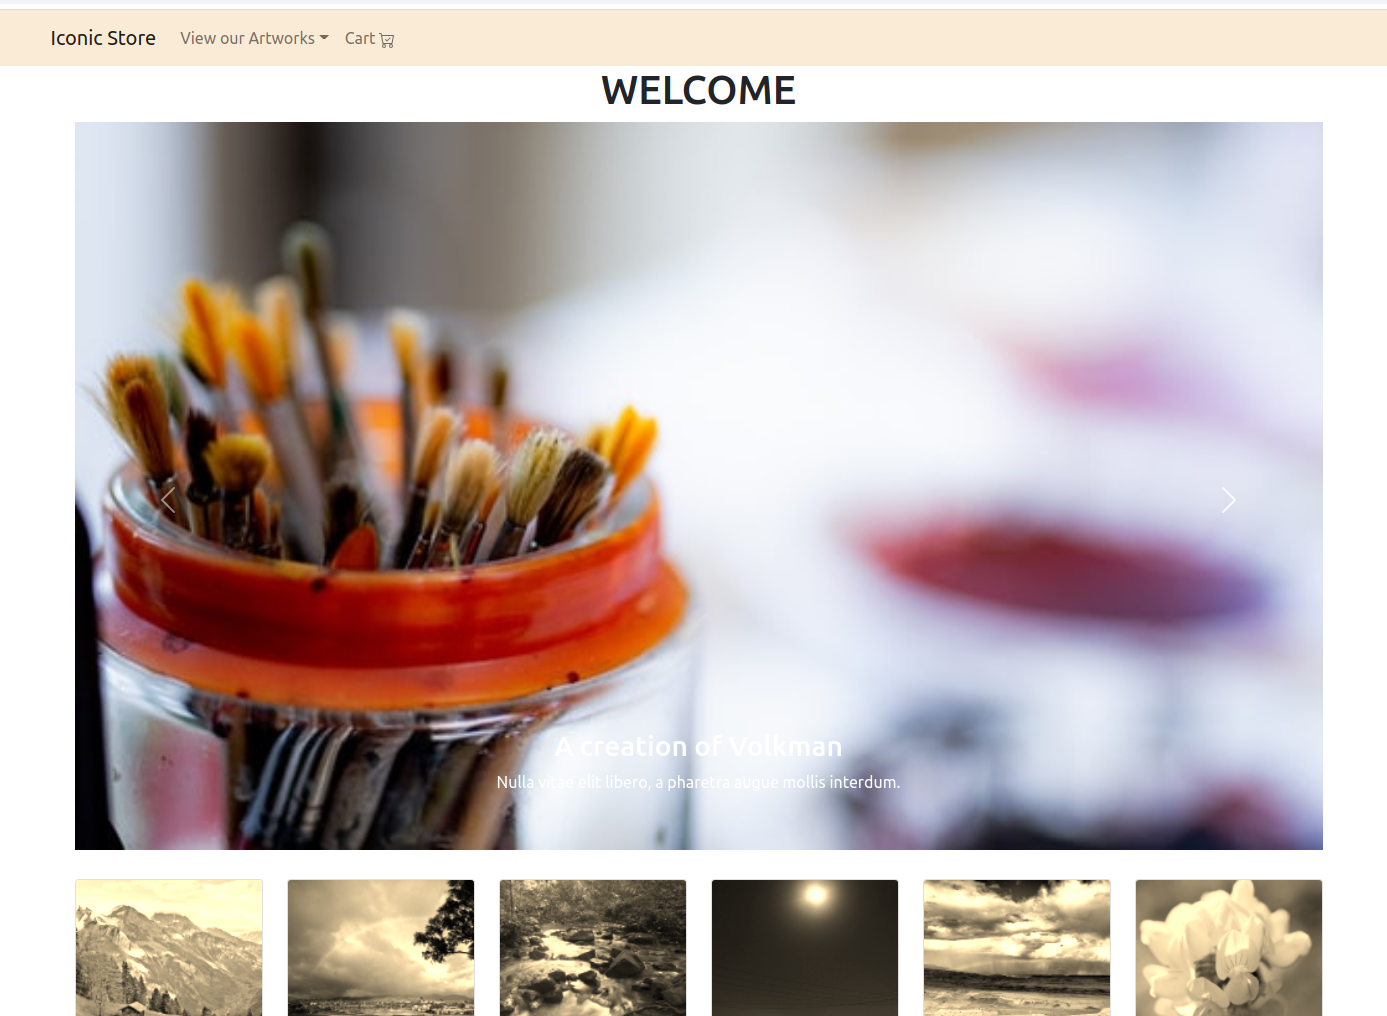 Iconic Store View our Artworks Cart
WELCOME
A creation of Volkman
Nulla vitae elit libero, a pharetra augue mollis interdum.